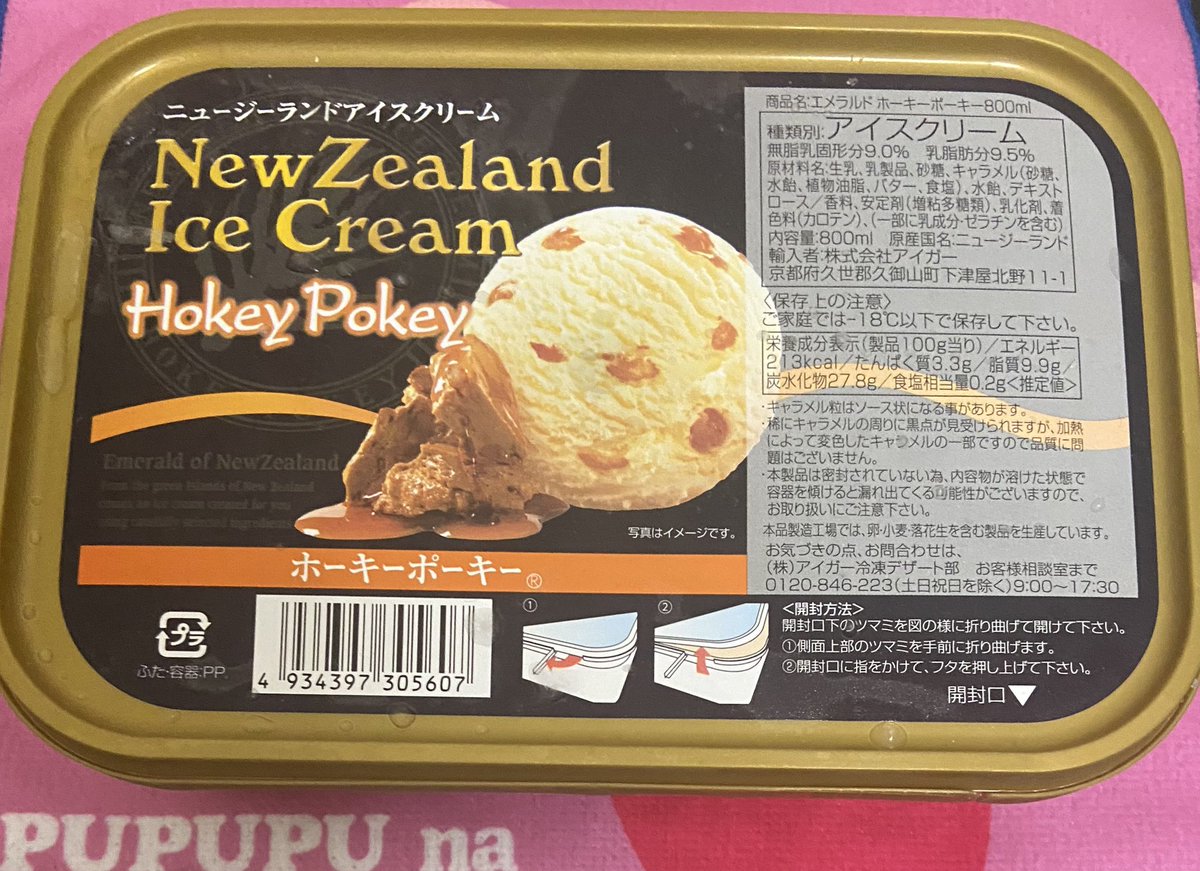 ニュージーランドアイスクリーム
NewZealand
Ice Cream
Hokey Pokey
Emerald of NewZealand
from the green islands of New Zealand
ホーキーポーキー®
写真はイメージです。
プラ
ふた・容器:PP
4 934397 305607
商品名:エメラルド ホーキーポーキー800ml
種類別:アイスクリーム
無脂乳固形分9.0% 乳脂肪分9.5%
原材料名:生乳、乳製品、砂糖、キャラメル(砂糖、
水飴、植物油脂、バター、食塩)、水飴、デキスト
ロース/香料、安定剤(増粘多糖類)、乳化剤、着
色料(カロテン)、(一部に乳成分・ゼラチンを含む)
内容量:800ml 原産国名:ニュージーランド
輸入者:株式会社アイガー
京都府久世郡久御山町下津屋北野11-1
<保存上の注意>
ご家庭では-18℃以下で保存して下さい。
栄養成分表示(製品100g当り)/エネルギー
213kcal/たんぱく質3.3g/脂質9.9g/
炭水化物27.8g/食塩相当量0.2g<推定値>
・キャラメル粒はソース状になる事があります。
・稀にキャラメルの周りに黒点が見受けられますが、加熱
によって変色したキャラメルの一部ですので品質に問
題はございません。
・本製品は密封されていない為、内容物が溶けた状態で
容器を傾けると漏れ出てくる可能性がございますので、
お取り扱いにご注意下さい。
本品製造工場では、卵・小麦・落花生を含む製品を生産しています。
お気づきの点、お問合わせは、
(株)アイガー冷凍デザート部 お客様相談室まで
0120-846-223(土日祝日を除く)9:00〜17:30
① ②
<開封方法>
開封口下のツマミを図の様に折り曲げて開けて下さい。
①側面上部のツマミを手前に折り曲げます。
②開封口に指をかけて、フタを押し上げて下さい。
開封口▼
PUPUPU na